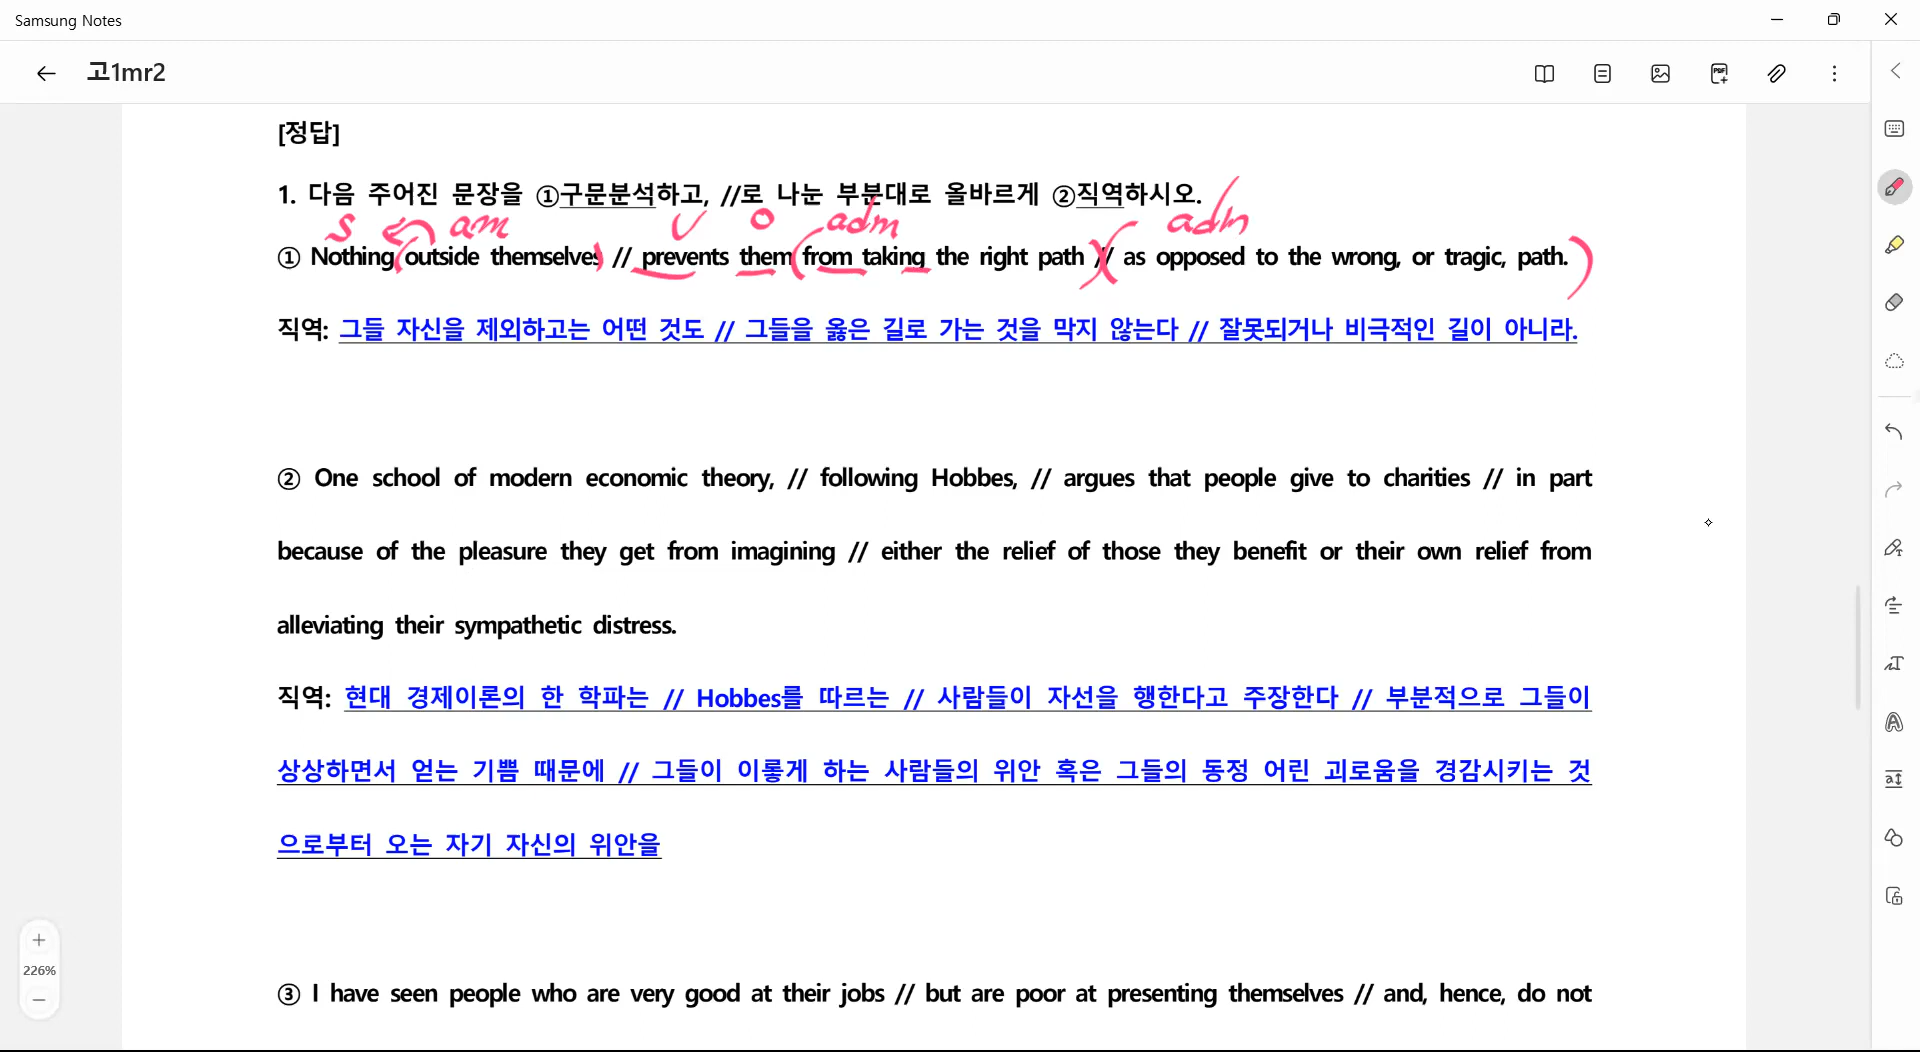 Samsung Notes
고1mr2
[정답]
1. 다음 주어진 문장을 ①구문분석하고, //로 나눈 부분대로 올바르게 ②직역하시오.
S am V O adm adm
① Nothing outside themselves // prevents them from taking the right path // as opposed to the wrong, or tragic, path.
직역: 그들 자신을 제외하고는 어떤 것도 // 그들을 옳은 길로 가는 것을 막지 않는다 // 잘못되거나 비극적인 길이 아니라.
② One school of modern economic theory, // following Hobbes, // argues that people give to charities // in part
because of the pleasure they get from imagining // either the relief of those they benefit or their own relief from
alleviating their sympathetic distress.
직역: 현대 경제이론의 한 학파는 // Hobbes를 따르는 // 사람들이 자선을 행한다고 주장한다 // 부분적으로 그들이
상상하면서 얻는 기쁨 때문에 // 그들이 이롷게 하는 사람들의 위안 혹은 그들의 동정 어린 괴로움을 경감시키는 것
으로부터 오는 자기 자신의 위안을
226%
③ I have seen people who are very good at their jobs // but are poor at presenting themselves // and, hence, do not